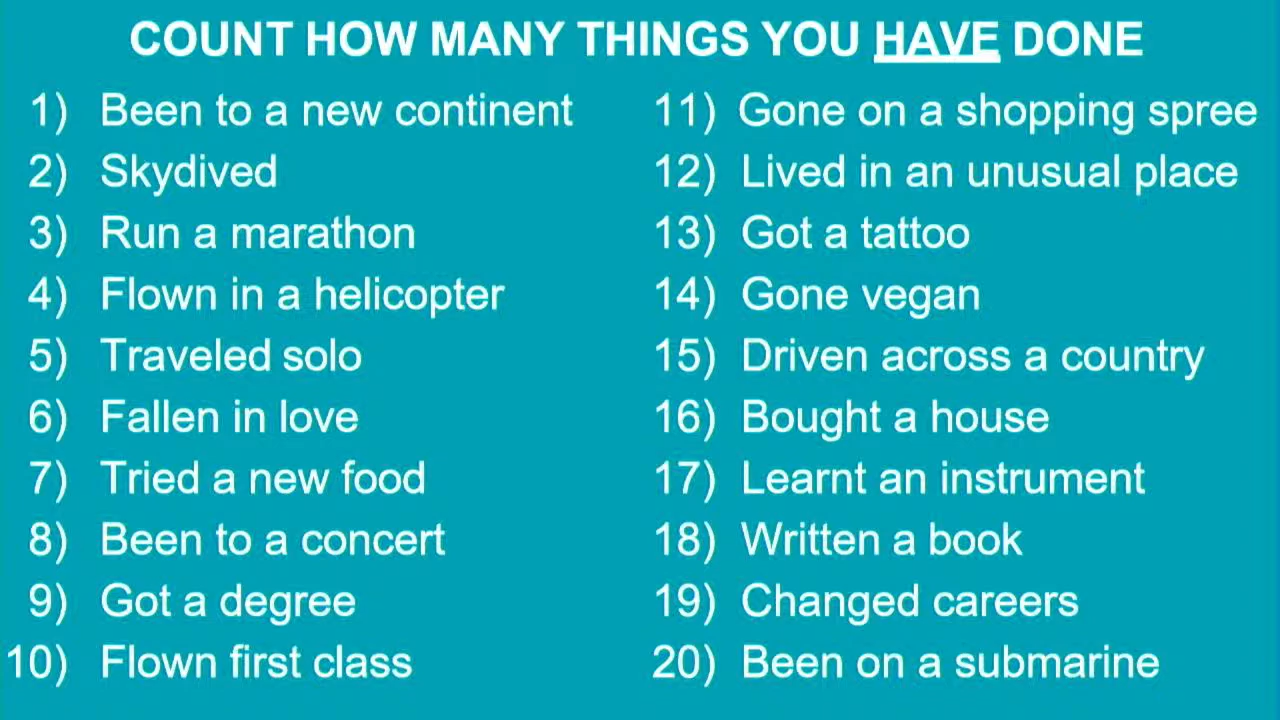 COUNT HOW MANY THINGS YOU HAVE DONE
1) Been to a new continent
2) Skydived
3) Run a marathon
4) Flown in a helicopter
5) Traveled solo
6) Fallen in love
7) Tried a new food
8) Been to a concert
9) Got a degree
10) Flown first class
11) Gone on a shopping spree
12) Lived in an unusual place
13) Got a tattoo
14) Gone vegan
15) Driven across a country
16) Bought a house
17) Learnt an instrument
18) Written a book
19) Changed careers
20) Been on a submarine